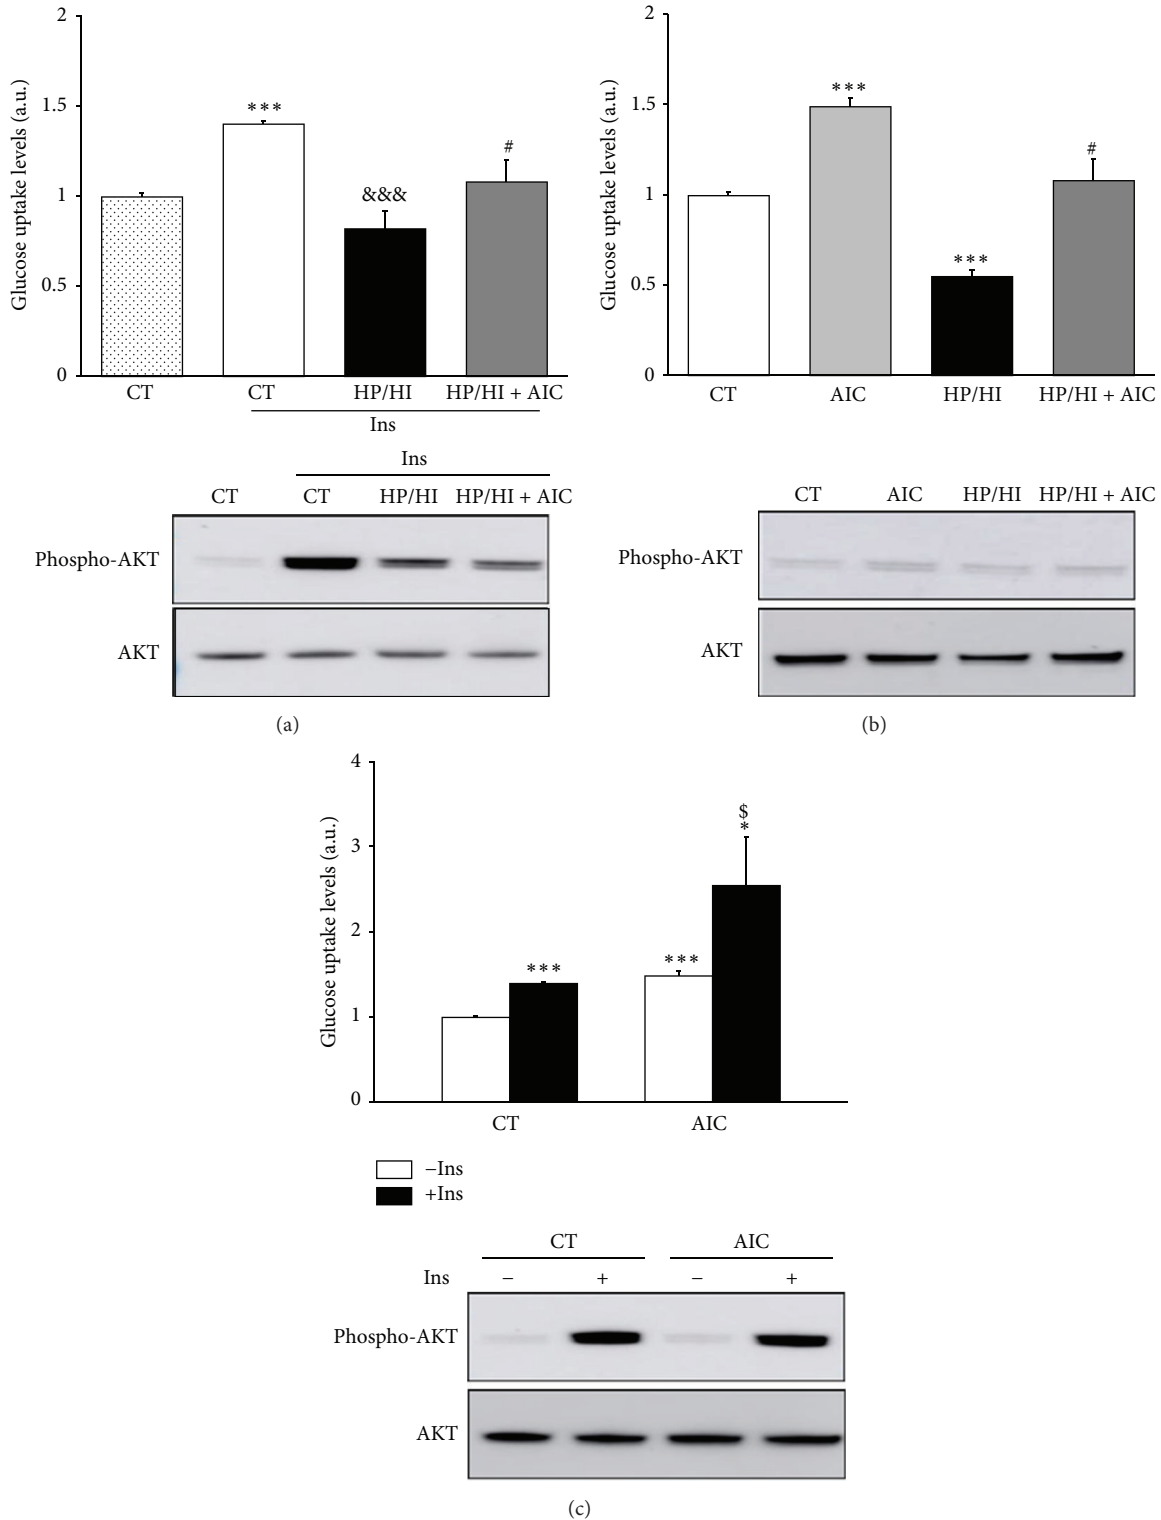 Glucose uptake levels (a.u.)
2
1.5
1
0.5
0
***
&&&
#
CT CT HP/HI HP/HI + AIC
Ins
Ins
CT CT HP/HI HP/HI + AIC
Phospho-AKT
AKT
(a)
Glucose uptake levels (a.u.)
2
1.5
1
0.5
0
***
***
#
CT AIC HP/HI HP/HI + AIC
CT AIC HP/HI HP/HI + AIC
Phospho-AKT
AKT
(b)
Glucose uptake levels (a.u.)
4
3
2
1
0
***
***
$
*
CT AIC
−Ins
+Ins
CT AIC
Ins − + − +
Phospho-AKT
AKT
(c)